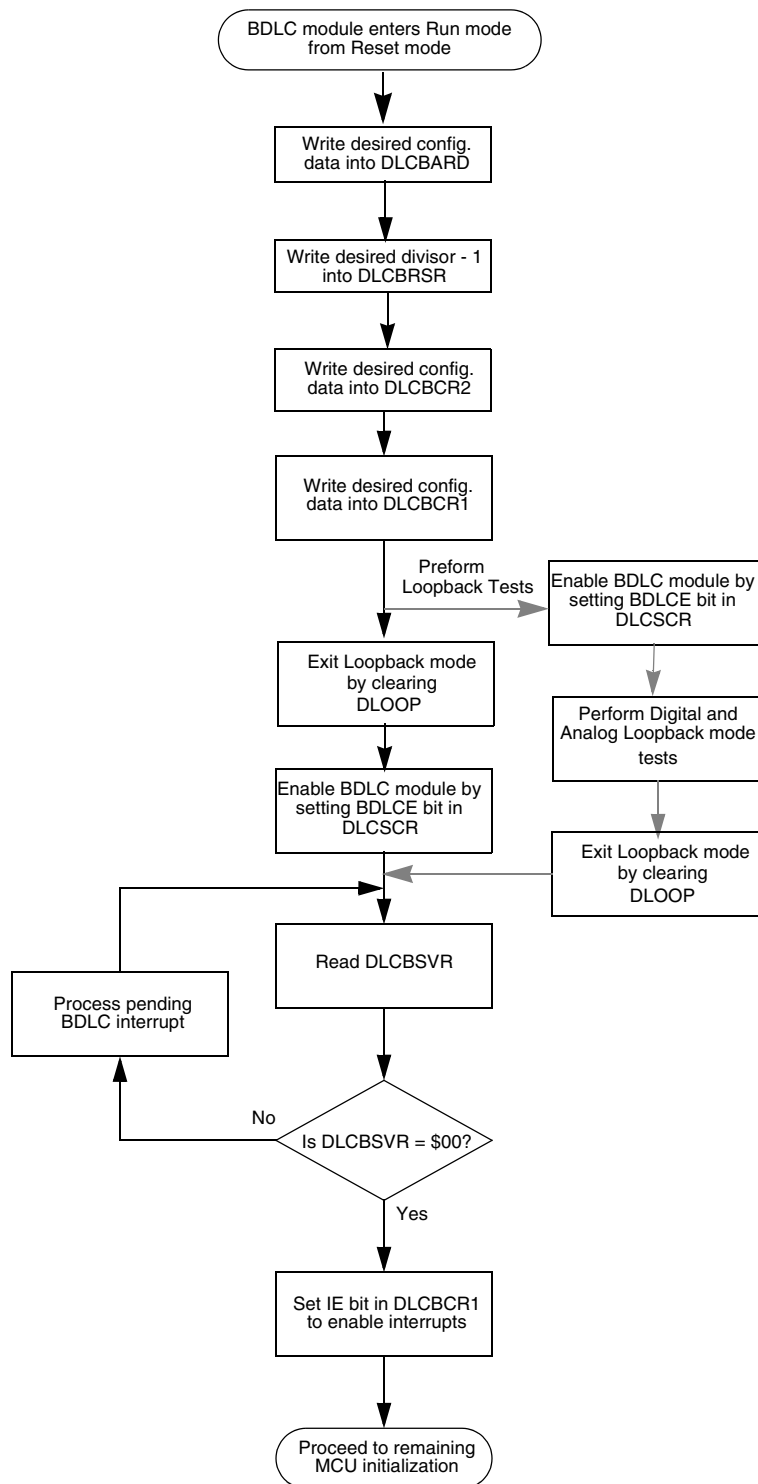 BDLC module enters Run mode
from Reset mode
Write desired config.
data into DLCBARD
Write desired divisor - 1
into DLCBRSR
Write desired config.
data into DLCBCR2
Write desired config.
data into DLCBCR1
Preform
Loopback Tests
Enable BDLC module by
setting BDLCE bit in
DLCSCR
Exit Loopback mode
by clearing
DLOOP
Perform Digital and
Analog Loopback mode
tests
Enable BDLC module by
setting BDLCE bit in
DLCSCR
Exit Loopback mode
by clearing
DLOOP
Read DLCBSVR
Process pending
BDLC interrupt
No
Is DLCBSVR = $00?
Yes
Set IE bit in DLCBCR1
to enable interrupts
Proceed to remaining
MCU initialization